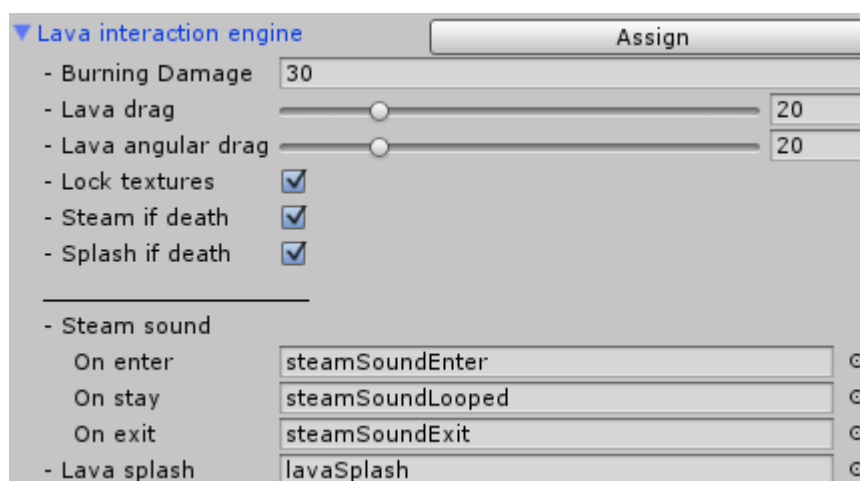 Lava interaction engine Assign
- Burning Damage 30
- Lava drag 20
- Lava angular drag 20
- Lock textures
- Steam if death
- Splash if death
- Steam sound
On enter steamSoundEnter
On stay steamSoundLooped
On exit steamSoundExit
- Lava splash lavaSplash